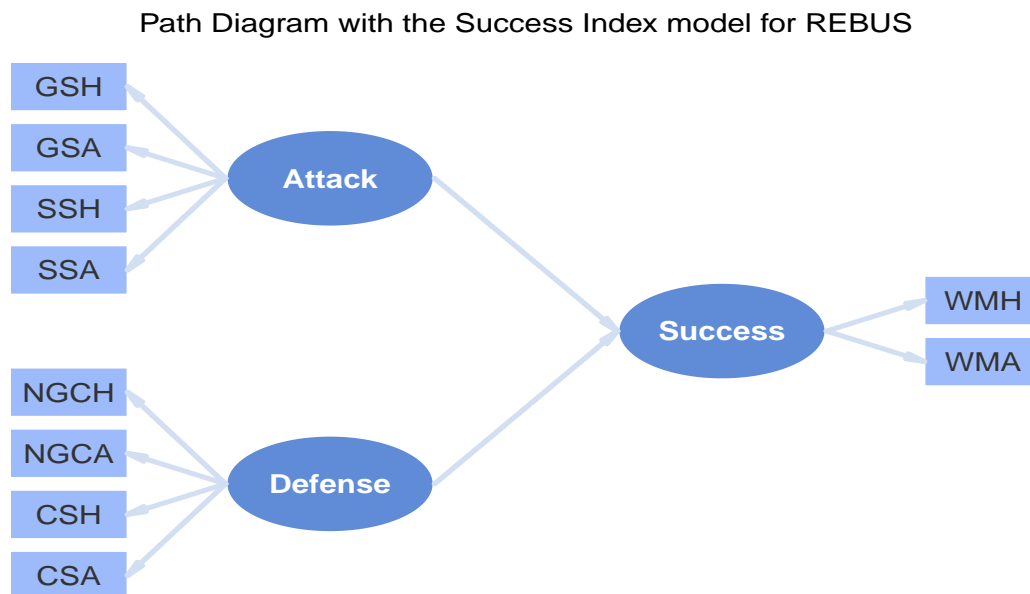 Path Diagram with the Success Index model for REBUS
GSH
GSA
SSH
SSA
Attack
NGCH
NGCA
CSH
CSA
Defense
Success
WMH
WMA